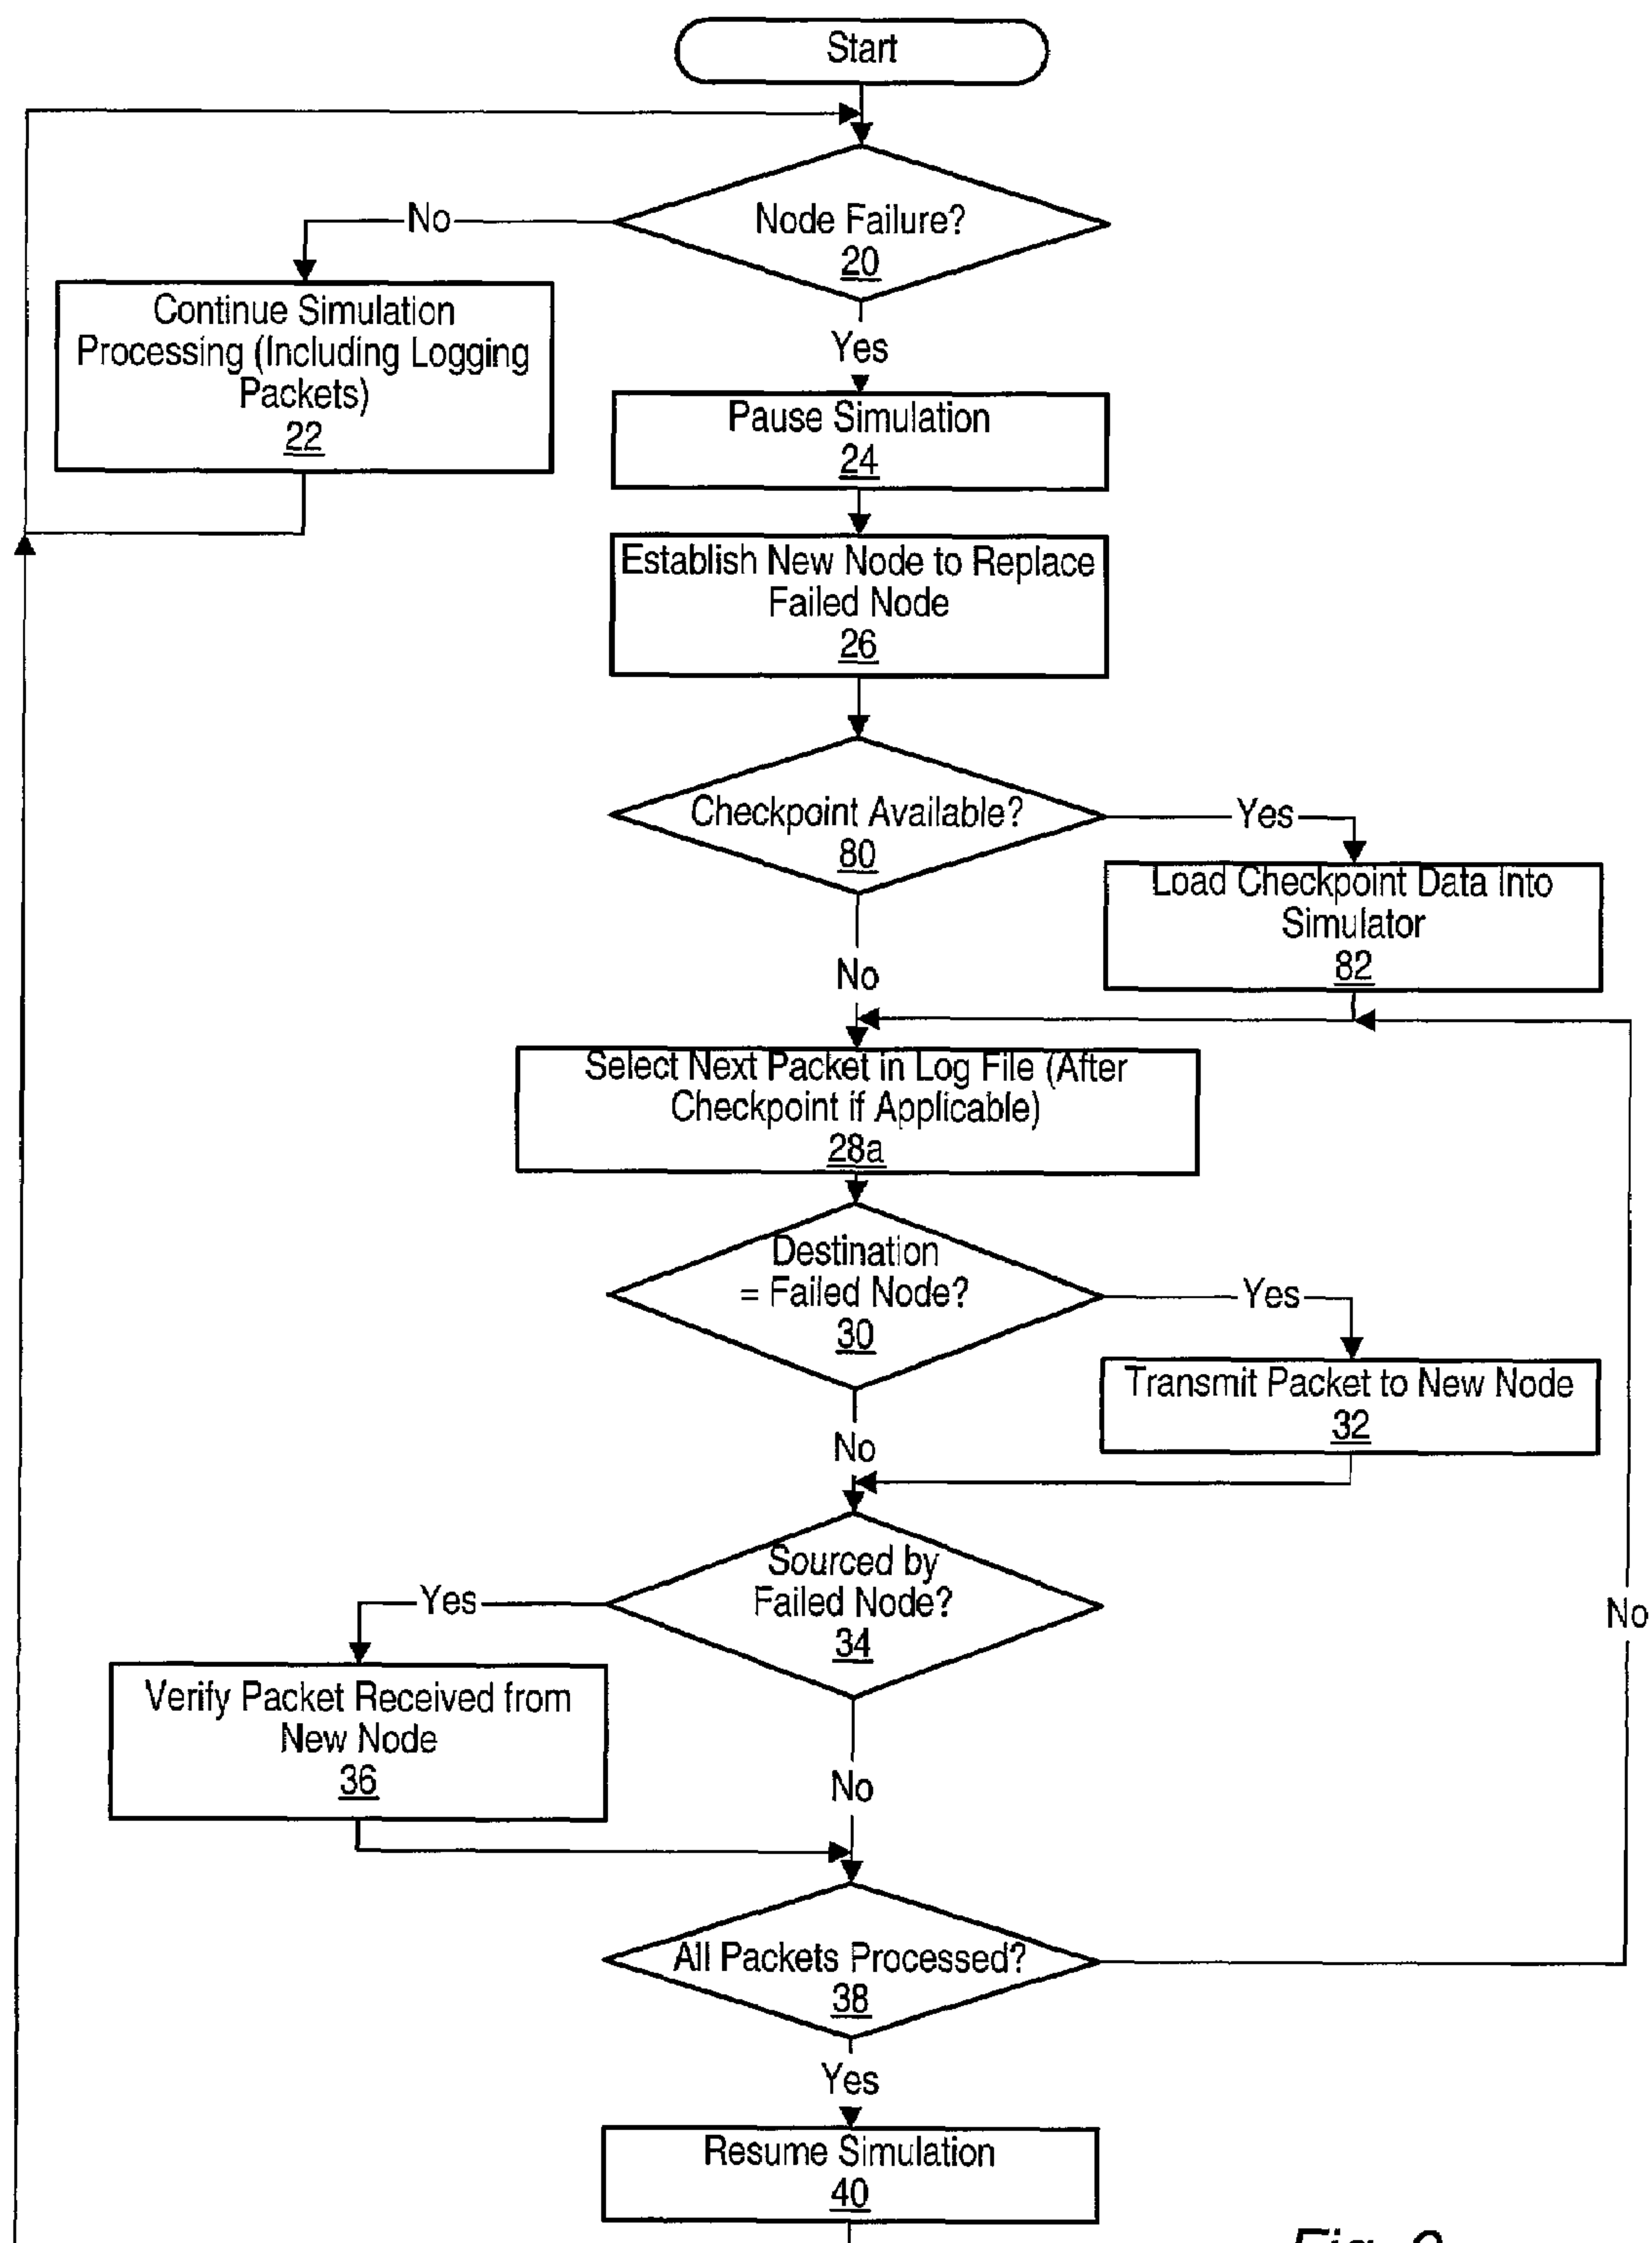 Start
Node Failure?
20
No
Yes
Continue Simulation
Processing (Including Logging
Packets)
22
Pause Simulation
24
Establish New Node to Replace
Failed Node
26
Checkpoint Available?
80
Yes
Load Checkpoint Data Into
Simulator
82
No
Select Next Packet in Log File (After
Checkpoint if Applicable)
28a
Destination
= Failed Node?
30
Yes
Transmit Packet to New Node
32
No
Sourced by
Failed Node?
34
Yes
No
Verify Packet Received from
New Node
36
No
All Packets Processed?
38
Yes
Resume Simulation
40